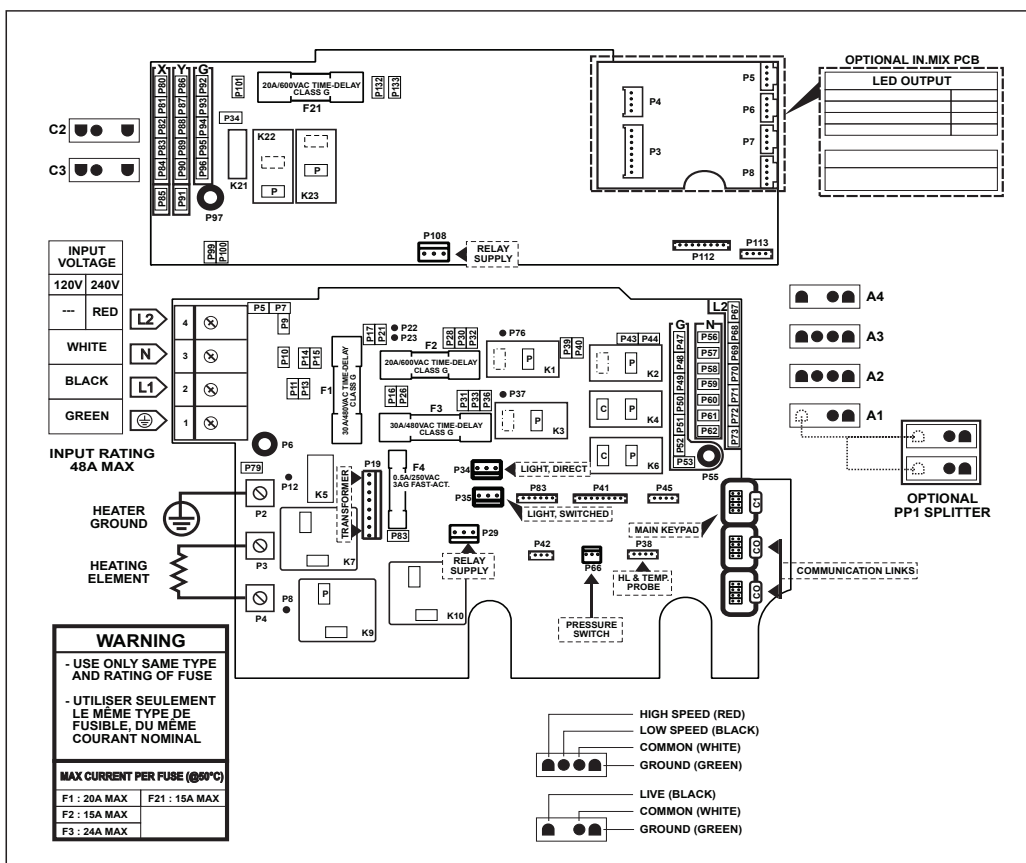 OPTIONAL IN.MIX PCB
LED OUTPUT
X Y G
P80
P81
P82
P83
P84
P85
P86
P87
P88
P89
P90
P91
P92
P93
P94
P95
P96
P97
P101
20A/600VAC TIME-DELAY
CLASS G
F21
P132
P133
P34
K22
P
P
K21
K23
P99
P100
P108
RELAY
SUPPLY
P112
P113
P4
P3
P5
P6
P7
P8
C2
C3
INPUT
VOLTAGE
120V 240V
--- RED
WHITE
BLACK
GREEN
L2
N
L1
4
3
2
1
INPUT RATING
48A MAX
P5 P7
P9
P10
P11
P13
P14
P15
F1
30A/480VAC TIME-DELAY
CLASS G
P17
P21
P22
P23
F2
P28
P30
P32
20A/600VAC TIME-DELAY
CLASS G
P16
P26
F3
P31
P33
P36
30A/480VAC TIME-DELAY
CLASS G
P76
P
K1
P39
P40
P43 P44
P
K2
P37
P
K3
C P
K4
C P
K6
G N
L2
P47
P48
P49
P50
P51
P52
P53
P56
P57
P58
P59
P60
P61
P62
P67
P68
P69
P70
P71
P72
P73
P55
A4
A3
A2
A1
OPTIONAL
PP1 SPLITTER
P6
P79
P12
K5
P2
P3
P4
P8
HEATER
GROUND
HEATING
ELEMENT
TRANSFORMER
P19
F4
0.5A/250VAC
3AG FAST-ACT.
P83
K7
P
K9
K10
P34
LIGHT, DIRECT
P35
LIGHT, SWITCHED
P29
RELAY
SUPPLY
P83
P41
P45
P42
P66
P38
PRESSURE
SWITCH
HL & TEMP.
PROBE
MAIN KEYPAD
C1
CO
CO
COMMUNICATION LINKS
WARNING
- USE ONLY SAME TYPE
AND RATING OF FUSE
- UTILISER SEULEMENT
LE MÊME TYPE DE
FUSIBLE, DU MÊME
COURANT NOMINAL
MAX CURRENT PER FUSE (@50°C)
F1 : 20A MAX F21 : 15A MAX
F2 : 15A MAX
F3 : 24A MAX
HIGH SPEED (RED)
LOW SPEED (BLACK)
COMMON (WHITE)
GROUND (GREEN)
LIVE (BLACK)
COMMON (WHITE)
GROUND (GREEN)